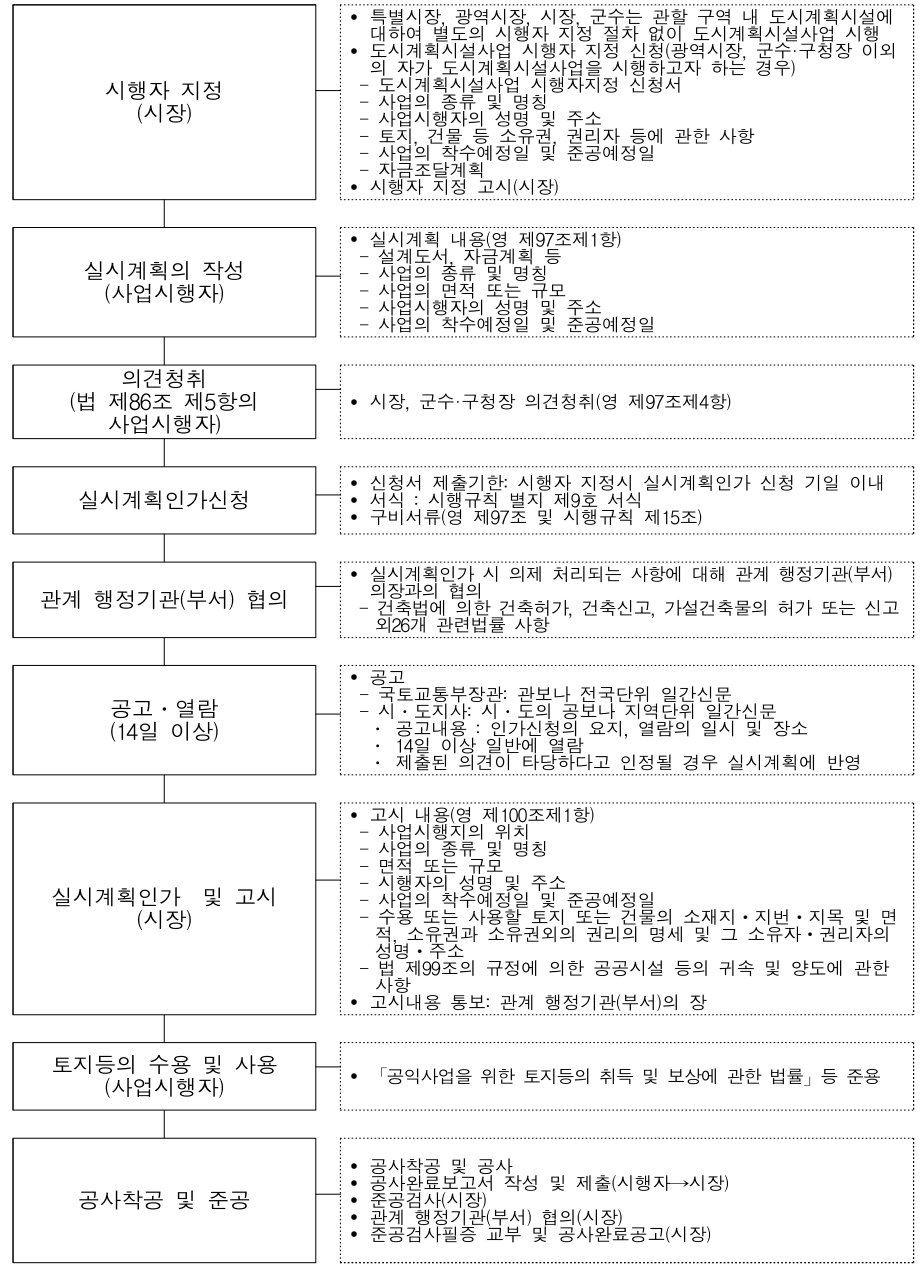 시행자 지정
(시장)
• 특별시장, 광역시장, 시장, 군수는 관할 구역 내 도시계획시설에
대하여 별도의 시행자 지정 절차 없이 도시계획시설사업 시행
• 도시계획시설사업 시행자 지정 신청(광역시장, 군수·구청장 이외
의 자가 도시계획시설사업을 시행하고자 하는 경우)
– 도시계획시설사업 시행자지정 신청서
– 사업의 종류 및 명칭
– 사업시행자의 성명 및 주소
– 토지, 건물 등 소유권, 권리자 등에 관한 사항
– 사업의 착수예정일 및 준공예정일
– 자금조달계획
• 시행자 지정 고시(시장)
실시계획의 작성
(사업시행자)
• 실시계획 내용(영 제97조제1항)
– 설계도서, 자금계획 등
– 사업의 종류 및 명칭
– 사업의 면적 또는 규모
– 사업시행자의 성명 및 주소
– 사업의 착수예정일 및 준공예정일
의견청취
(법 제86조 제5항의
사업시행자)
• 시장, 군수·구청장 의견청취(영 제97조제4항)
실시계획인가신청
• 신청서 제출기한: 시행자 지정시 실시계획인가 신청 기일 이내
• 서식 : 시행규칙 별지 제9호 서식
• 구비서류(영 제97조 및 시행규칙 제15조)
관계 행정기관(부서) 협의
• 실시계획인가 시 의제 처리되는 사항에 대해 관계 행정기관(부서)
의장과의 협의
– 건축법에 의한 건축허가, 건축신고, 가설건축물의 허가 또는 신고
외26개 관련법률 사항
공고·열람
(14일 이상)
• 공고
– 국토교통부장관: 관보나 전국단위 일간신문
– 시·도지사: 시·도의 공보나 지역단위 일간신문
· 공고내용 : 인가신청의 요지, 열람의 일시 및 장소
· 14일 이상 일반에 열람
· 제출된 의견이 타당하다고 인정될 경우 실시계획에 반영
실시계획인가 및 고시
(시장)
• 고시 내용(영 제100조제1항)
– 사업시행지의 위치
– 사업의 종류 및 명칭
– 면적 또는 규모
– 시행자의 성명 및 주소
– 사업의 착수예정일 및 준공예정일
– 수용 또는 사용할 토지 또는 건물의 소재지·지번·지목 및 면
적, 소유권과 소유권외의 권리의 명세 및 그 소유자·권리자의
성명·주소
– 법 제99조의 규정에 의한 공공시설 등의 귀속 및 양도에 관한
사항
• 고시내용 통보: 관계 행정기관(부서)의 장
토지등의 수용 및 사용
(사업시행자)
• 「공익사업을 위한 토지등의 취득 및 보상에 관한 법률」등 준용
공사착공 및 준공
• 공사착공 및 공사
• 공사완료보고서 작성 및 제출(시행자→시장)
• 준공검사(시장)
• 관계 행정기관(부서) 협의(시장)
• 준공검사필증 교부 및 공사완료공고(시장)